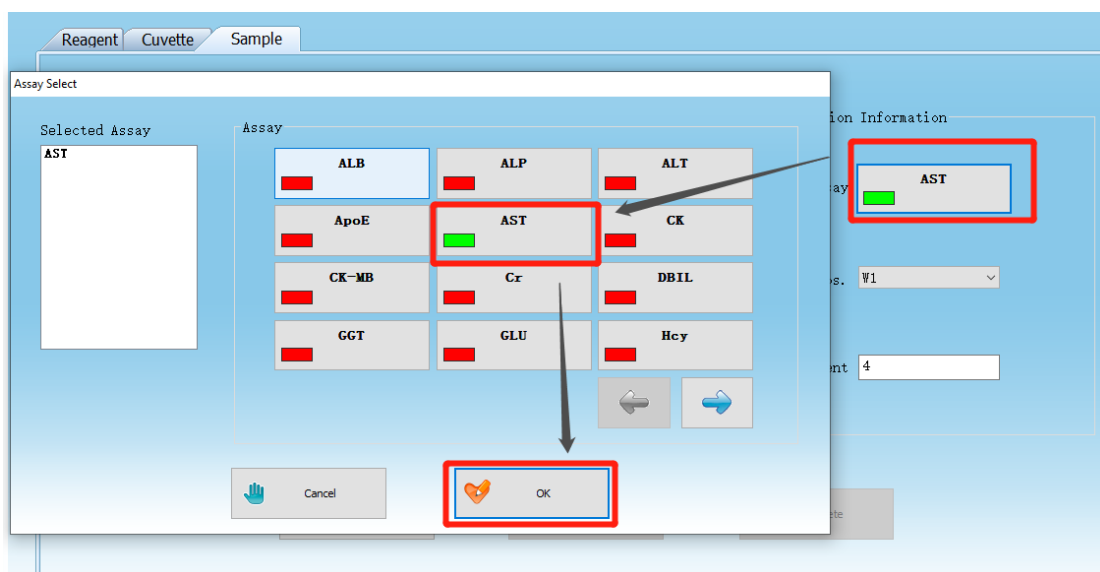 Reagent Cuvette Sample
Assay Select
Selected Assay
AST
Assay
ALB ALP ALT
ApoE AST CK
CK-MB Cr DBIL
GGT GLU Hcy
Cancel OK
ion Information
ay AST
os. W1
ent 4
ete